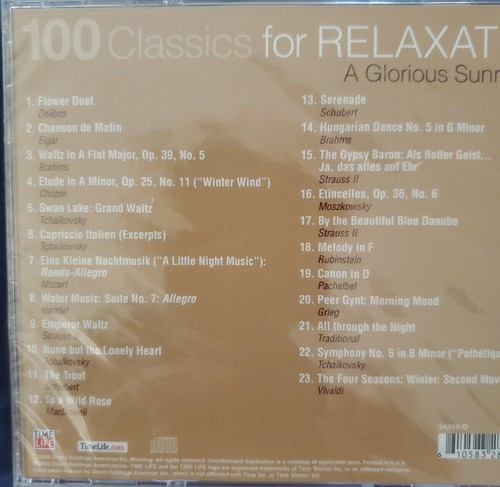 100 Classics for RELAXAT
A Glorious Sunr
1. Flower Duet
Delibes
2. Chanson de Matin
Elgar
3. Waltz in A Flat Major, Op. 39, No. 5
Brahms
4. Etude in A Minor, Op. 25, No. 11 ("Winter Wind")
Chopin
5. Swan Lake: Grand Waltz
Tchaikovsky
6. Capriccio Italien (Excerpts)
Tchaikovsky
7. Eine Kleine Nachtmusik ("A Little Night Music"):
Rondo-Allegro
Mozart
8. Water Music: Suite No. 7: Allegro
Handel
9. Emperor Waltz
Strauss II
10. None but the Lonely Heart
Tchaikovsky
11. The Trout
Schubert
12. To a Wild Rose
MacDowell
13. Serenade
Schubert
14. Hungarian Dance No. 5 in G Minor
Brahms
15. The Gypsy Baron: Als flotter Geist...
Ja, das alles auf Ehr'
Strauss II
16. Etincelles, Op. 36, No. 6
Moszkowsky
17. By the Beautiful Blue Danube
Strauss II
18. Melody in F
Rubinstein
19. Canon in D
Pachelbel
20. Peer Gynt: Morning Mood
Grieg
21. All through the Night
Traditional
22. Symphony No. 6 in B Minor ("Pathétiqu
Tchaikovsky
23. The Four Seasons: Winter: Second Mov
Vivaldi
TIME
LIFE
TimeLife.com
24310-D
6 10583 28